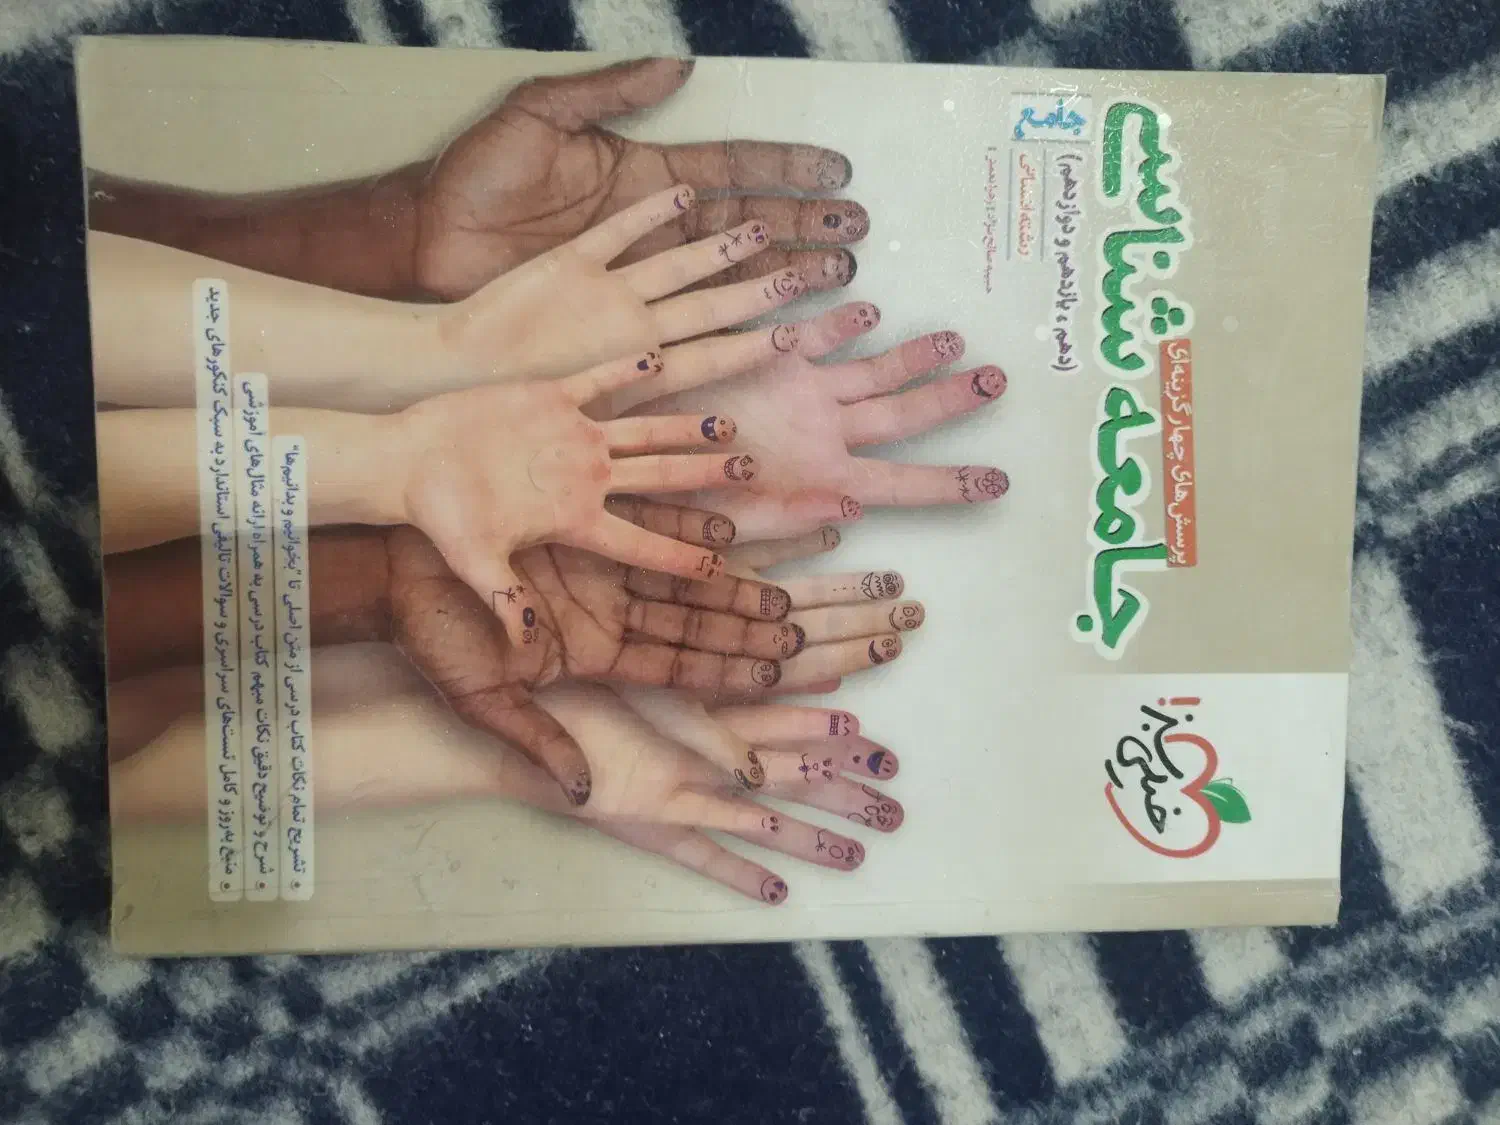 خیلی سبز!
پرسش‌های چهارگزینه‌ای
جامعه شناسی
جامع
(دهم، یازدهم و دوازدهم)
رشته انسانی
تشریح تمام نکات کتاب درسی از متن اصلی تا "بخوانیم و بدانیم‌ها"
شرح و توضیح دقیق نکات مبهم کتاب درسی به همراه ارائه مثال‌های آموزشی
منبع به‌روز و کامل تست‌های سراسری و سوالات تالیفی استاندارد به سبک کنکورهای جدید